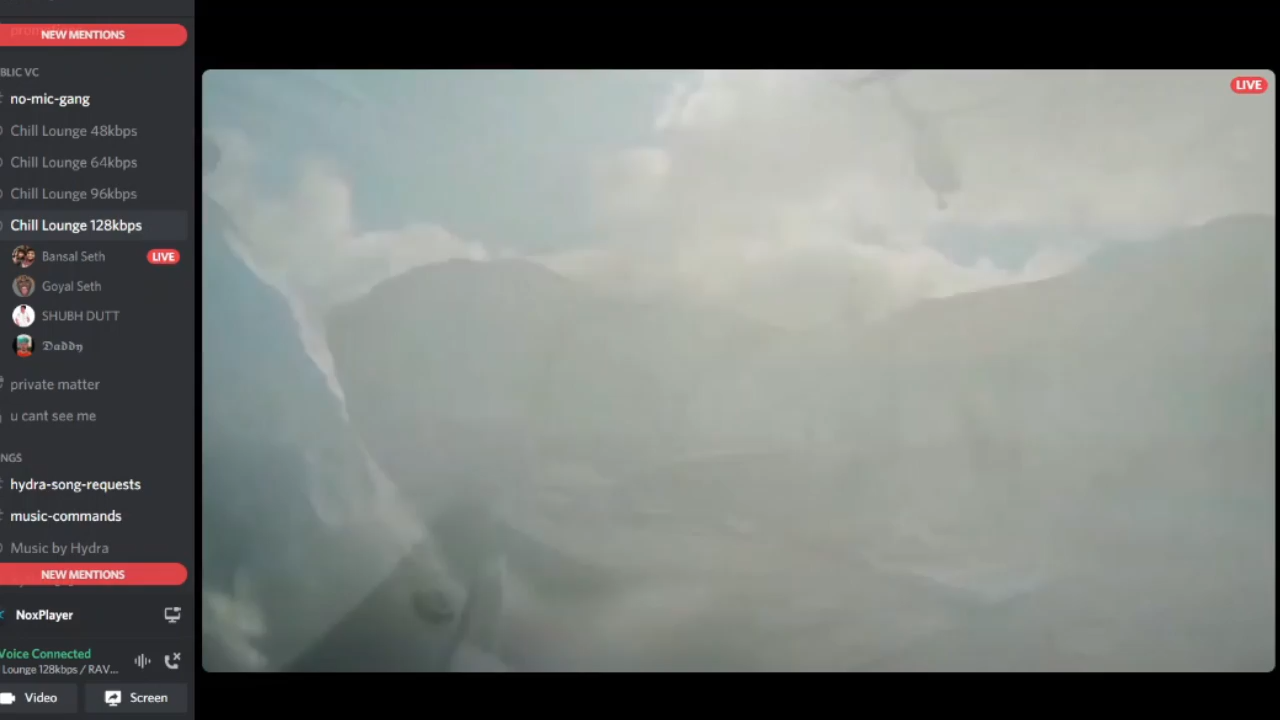 NEW MENTIONS
BLIC VC
no-mic-gang
Chill Lounge 48kbps
Chill Lounge 64kbps
Chill Lounge 96kbps
Chill Lounge 128kbps
Bansal Seth LIVE
Goyal Seth
SHUBH DUTT
𝔇𝔞𝔡𝔡𝔶
private matter
u cant see me
NGS
hydra-song-requests
music-commands
Music by Hydra
NEW MENTIONS
NoxPlayer
Voice Connected
Lounge 128kbps / RAV...
Video Screen
LIVE